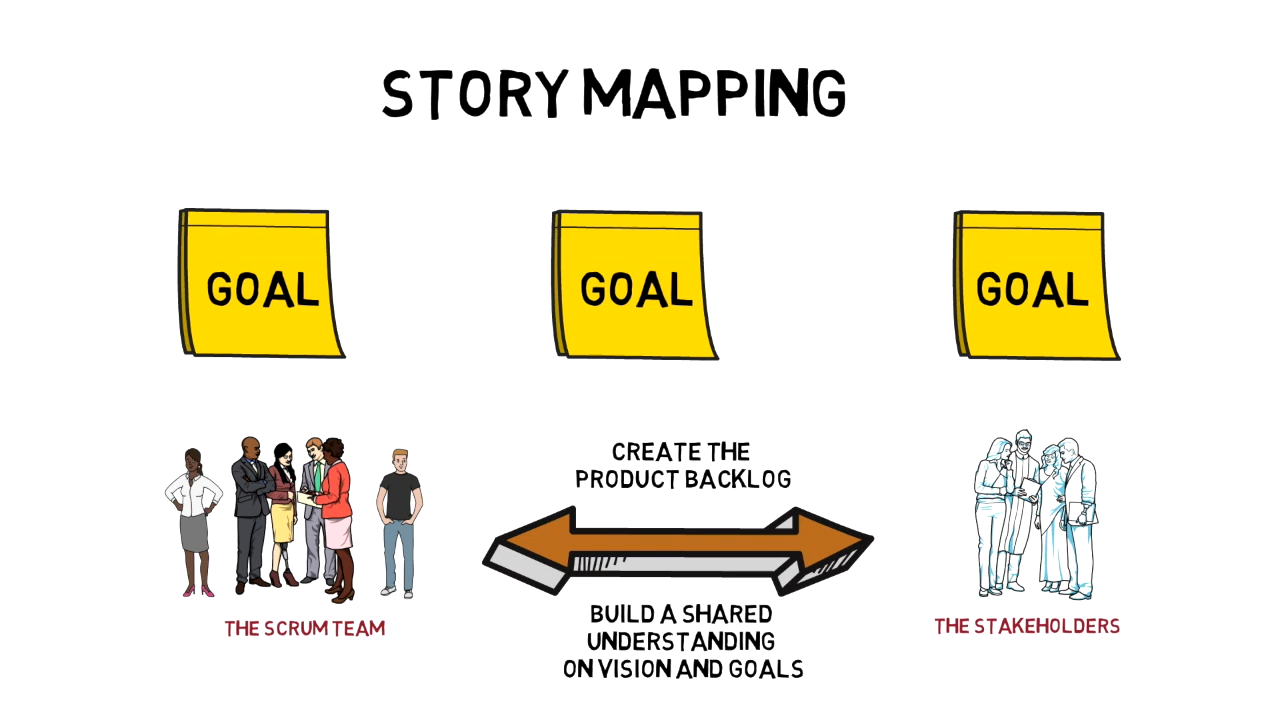 STORY MAPPING
GOAL
GOAL
GOAL
CREATE THE
PRODUCT BACKLOG
THE SCRUM TEAM
BUILD A SHARED
UNDERSTANDING
ON VISION AND GOALS
THE STAKEHOLDERS